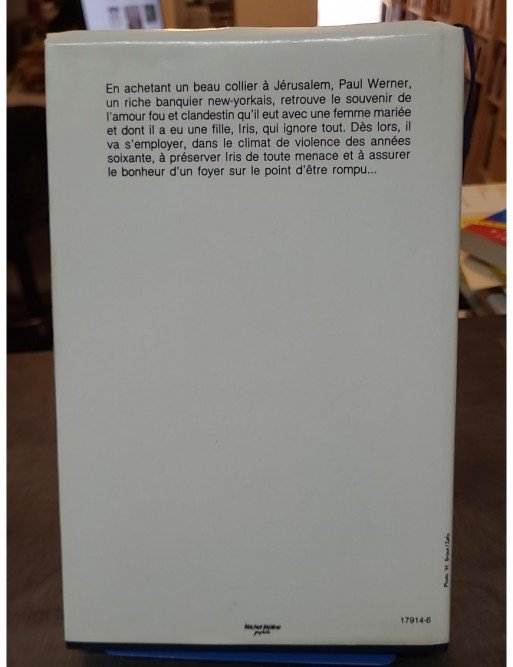 En achetant un beau collier à Jérusalem, Paul Werner,
un riche banquier new-yorkais, retrouve le souvenir de
l'amour fou et clandestin qu'il eut avec une femme mariée
et dont il a eu une fille, Iris, qui ignore tout. Dès lors, il
va s'employer, dans le climat de violence des années
soixante, à préserver Iris de toute menace et à assurer
le bonheur d'un foyer sur le point d'être rompu...
Photo W
17914-6